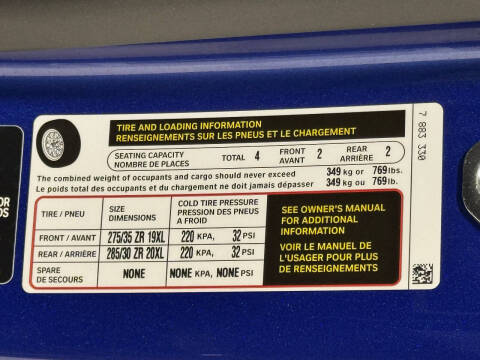 TIRE AND LOADING INFORMATION
RENSEIGNEMENTS SUR LES PNEUS ET LE CHARGEMENT
SEATING CAPACITY
NOMBRE DE PLACES
TOTAL 4
FRONT
AVANT 2
REAR
ARRIÈRE 2
The combined weight of occupants and cargo should never exceed 349 kg or 769 lbs.
Le poids total des occupants et du chargement ne doit jamais dépasser 349 kg ou 769 lb.
TIRE / PNEU
SIZE
DIMENSIONS
COLD TIRE PRESSURE
PRESSION DES PNEUS
A FROID
FRONT / AVANT 275/35 ZR 19XL 220 KPA, 32 PSI
REAR / ARRIÈRE 285/30 ZR 20XL 220 KPA, 32 PSI
SPARE
DE SECOURS
NONE NONE KPA, NONE PSI
SEE OWNER'S MANUAL
FOR ADDITIONAL
INFORMATION
VOIR LE MANUEL DE
L'USAGER POUR PLUS
DE RENSEIGNEMENTS
7 883 330